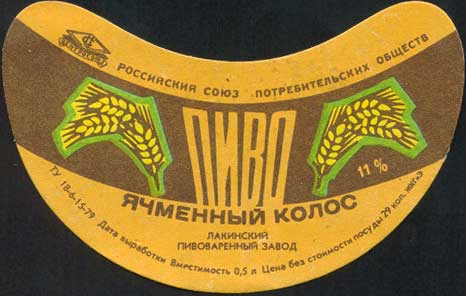 РОССИЙСКИЙ СОЮЗ ПОТРЕБИТЕЛЬСКИХ ОБЩЕСТВ
ПИВО
11%
ЯЧМЕННЫЙ КОЛОС
ЛАКИНСКИЙ
ПИВОВАРЕННЫЙ ЗАВОД
ТУ 18-6-15-79 Дата выработки Вместимость 0,5 л Цена без стоимости посуды 29 коп.